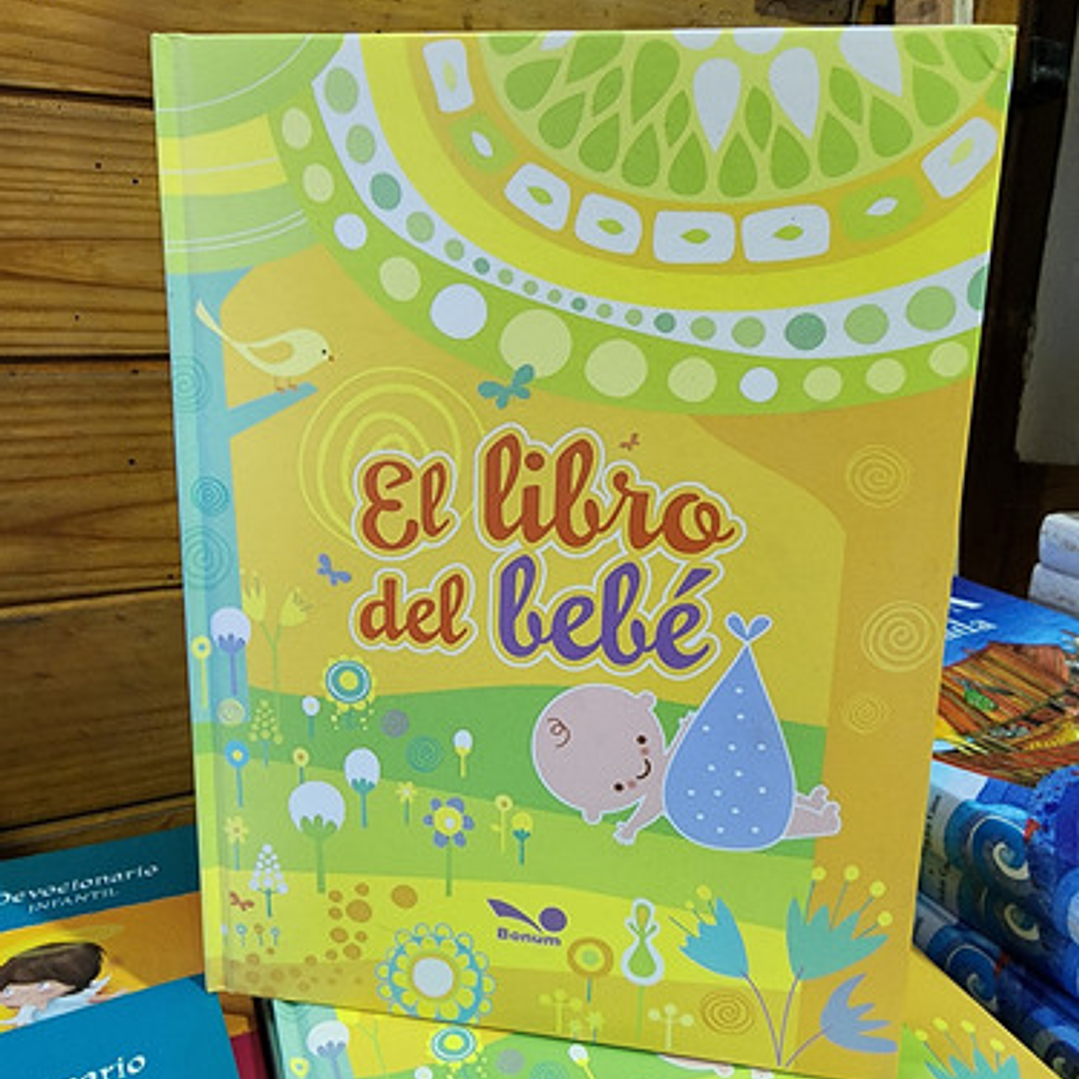 El libro
del bebé
Bonum
Devocionario
INFANTIL